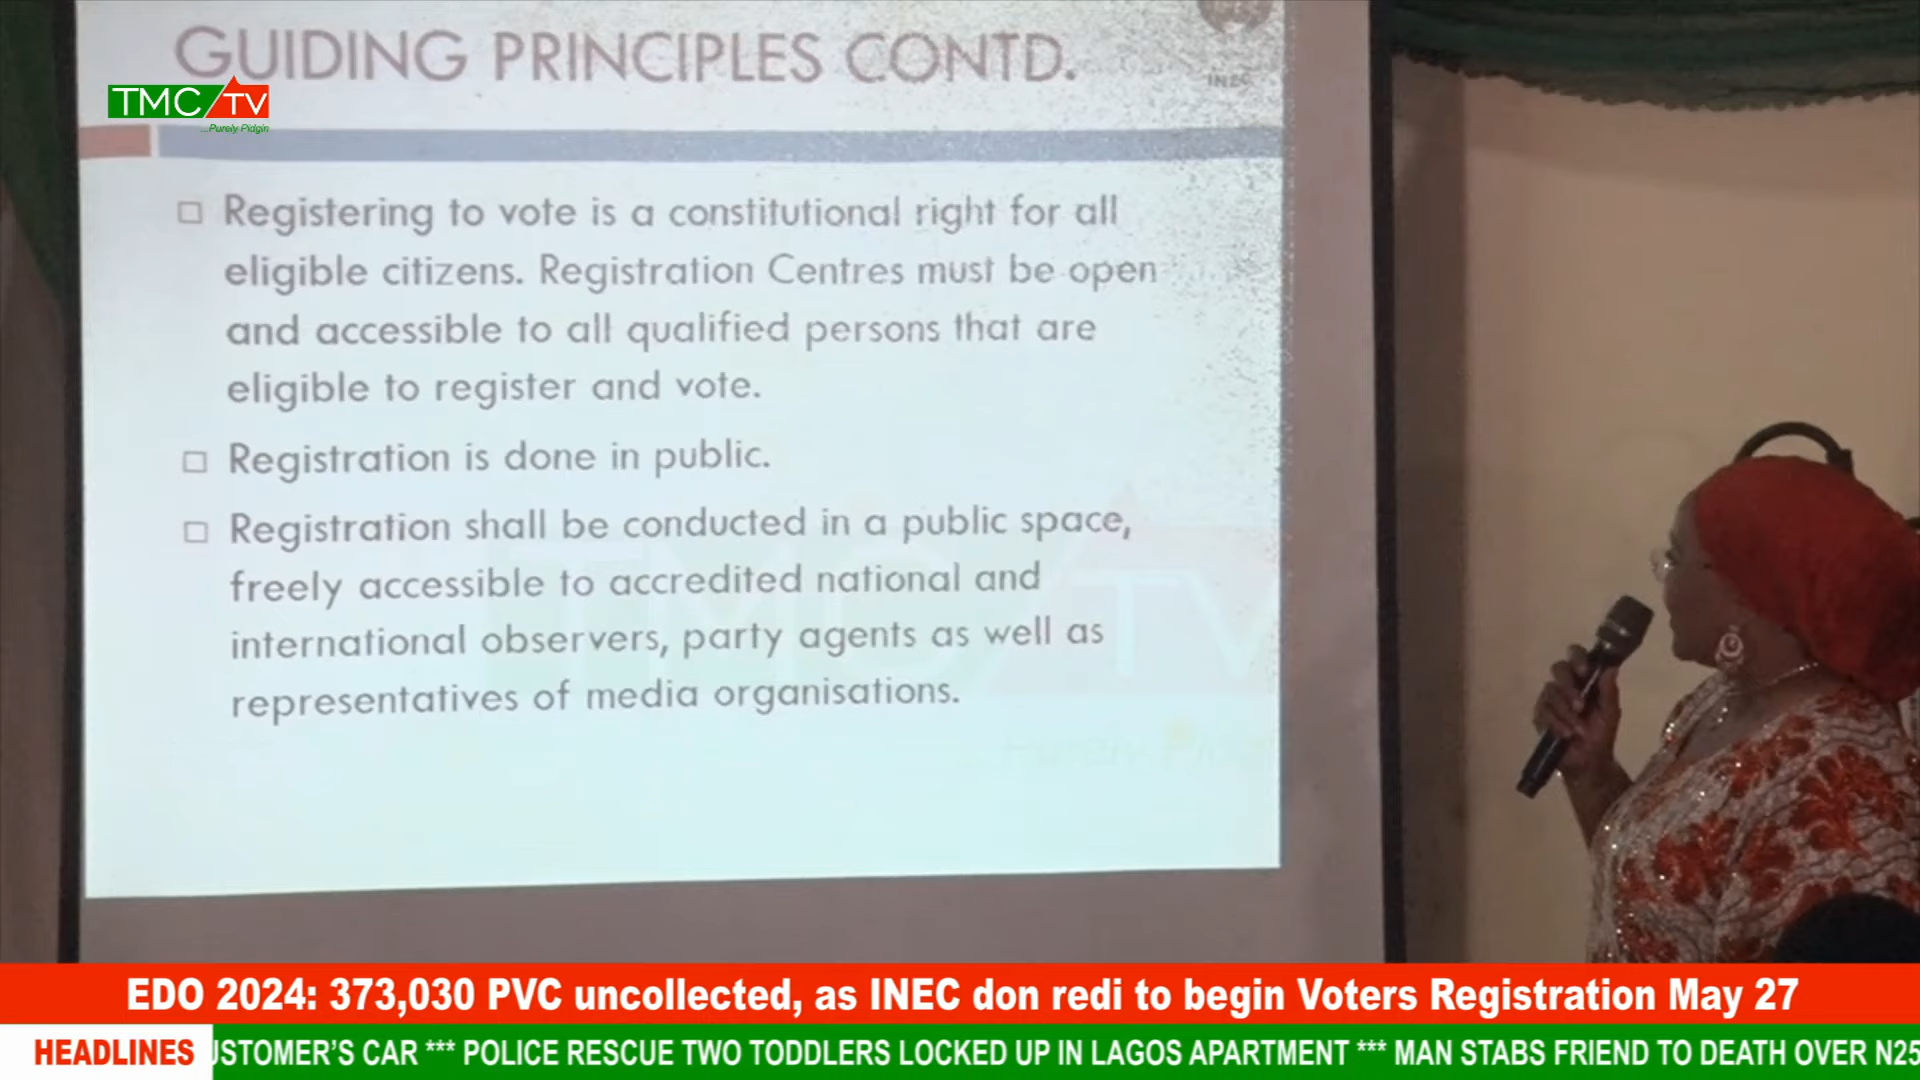 GUIDING PRINCIPLES CONTD.
INEC
TMC/TV
...Purely Pidgin
Registering to vote is a constitutional right for all
eligible citizens. Registration Centres must be open
and accessible to all qualified persons that are
eligible to register and vote.
Registration is done in public.
Registration shall be conducted in a public space,
freely accessible to accredited national and
international observers, party agents as well as
representatives of media organisations.
TMC/TV
Purely Pidg
EDO 2024: 373,030 PVC uncollected, as INEC don redi to begin Voters Registration May 27
HEADLINES
USTOMER'S CAR *** POLICE RESCUE TWO TODDLERS LOCKED UP IN LAGOS APARTMENT *** MAN STABS FRIEND TO DEATH OVER N25